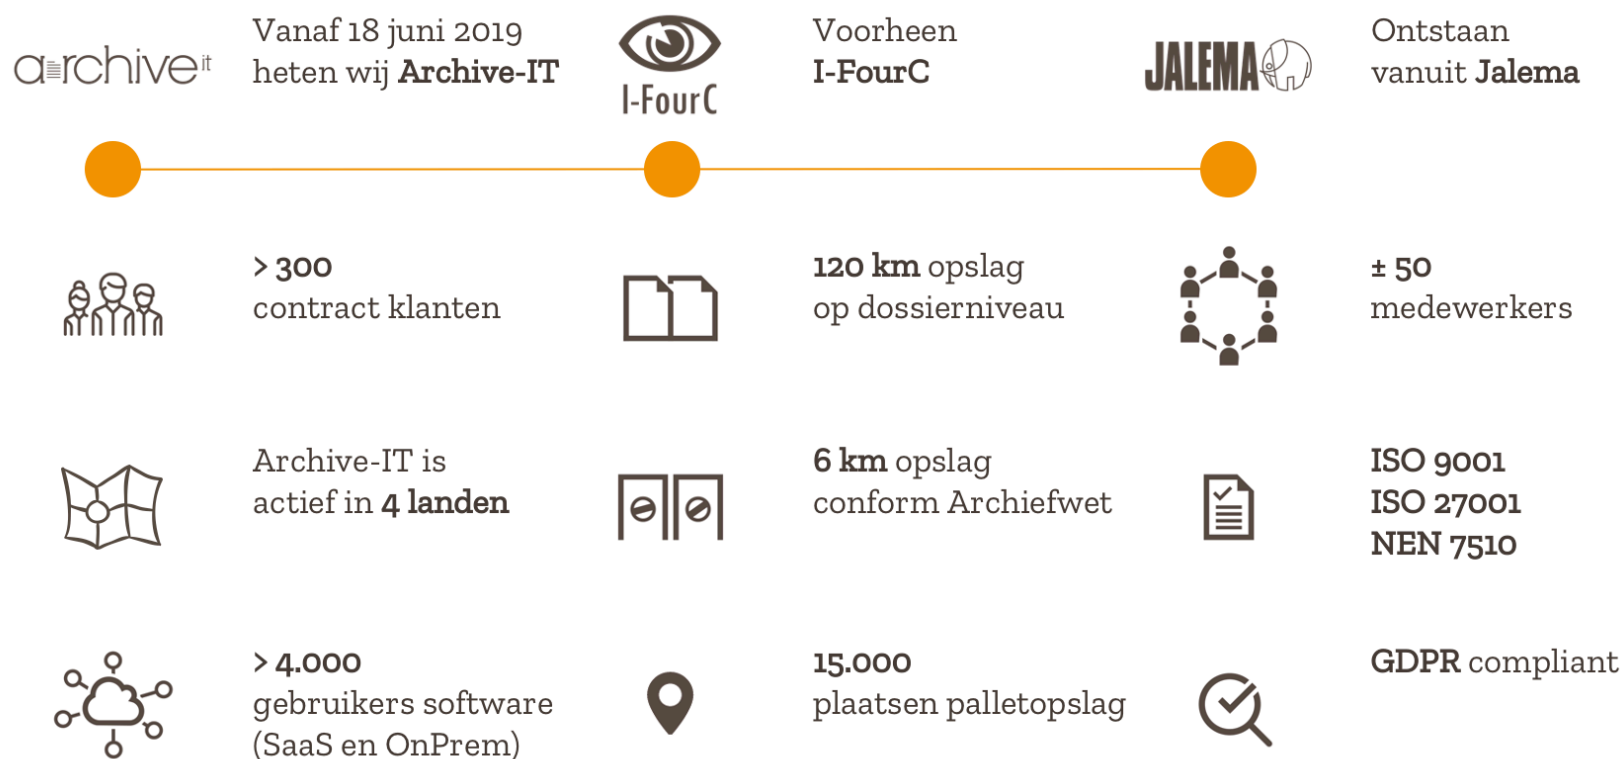 archive it
Vanaf 18 juni 2019
heten wij Archive-IT
I-FourC
Voorheen
I-FourC
JALEMA
Ontstaan
vanuit Jalema
> 300
contract klanten
120 km opslag
op dossierniveau
± 50
medewerkers
Archive-IT is
actief in 4 landen
6 km opslag
conform Archiefwet
ISO 9001
ISO 27001
NEN 7510
> 4.000
gebruikers software
(SaaS en OnPrem)
15.000
plaatsen palletopslag
GDPR compliant